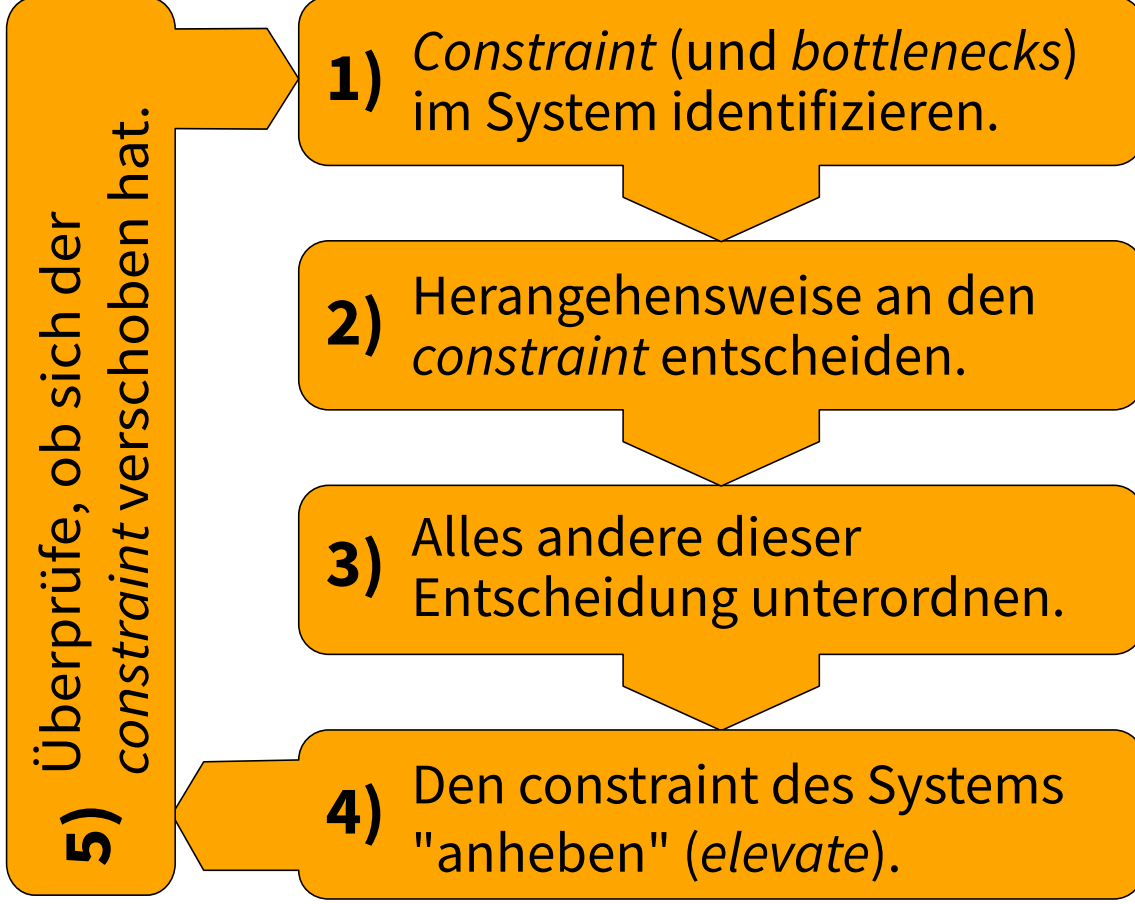 1) Constraint (und bottlenecks)
im System identifizieren.
2) Herangehensweise an den
constraint entscheiden.
3) Alles andere dieser
Entscheidung unterordnen.
4) Den constraint des Systems
"anheben" (elevate).
5) Überprüfe, ob sich der
constraint verschoben hat.